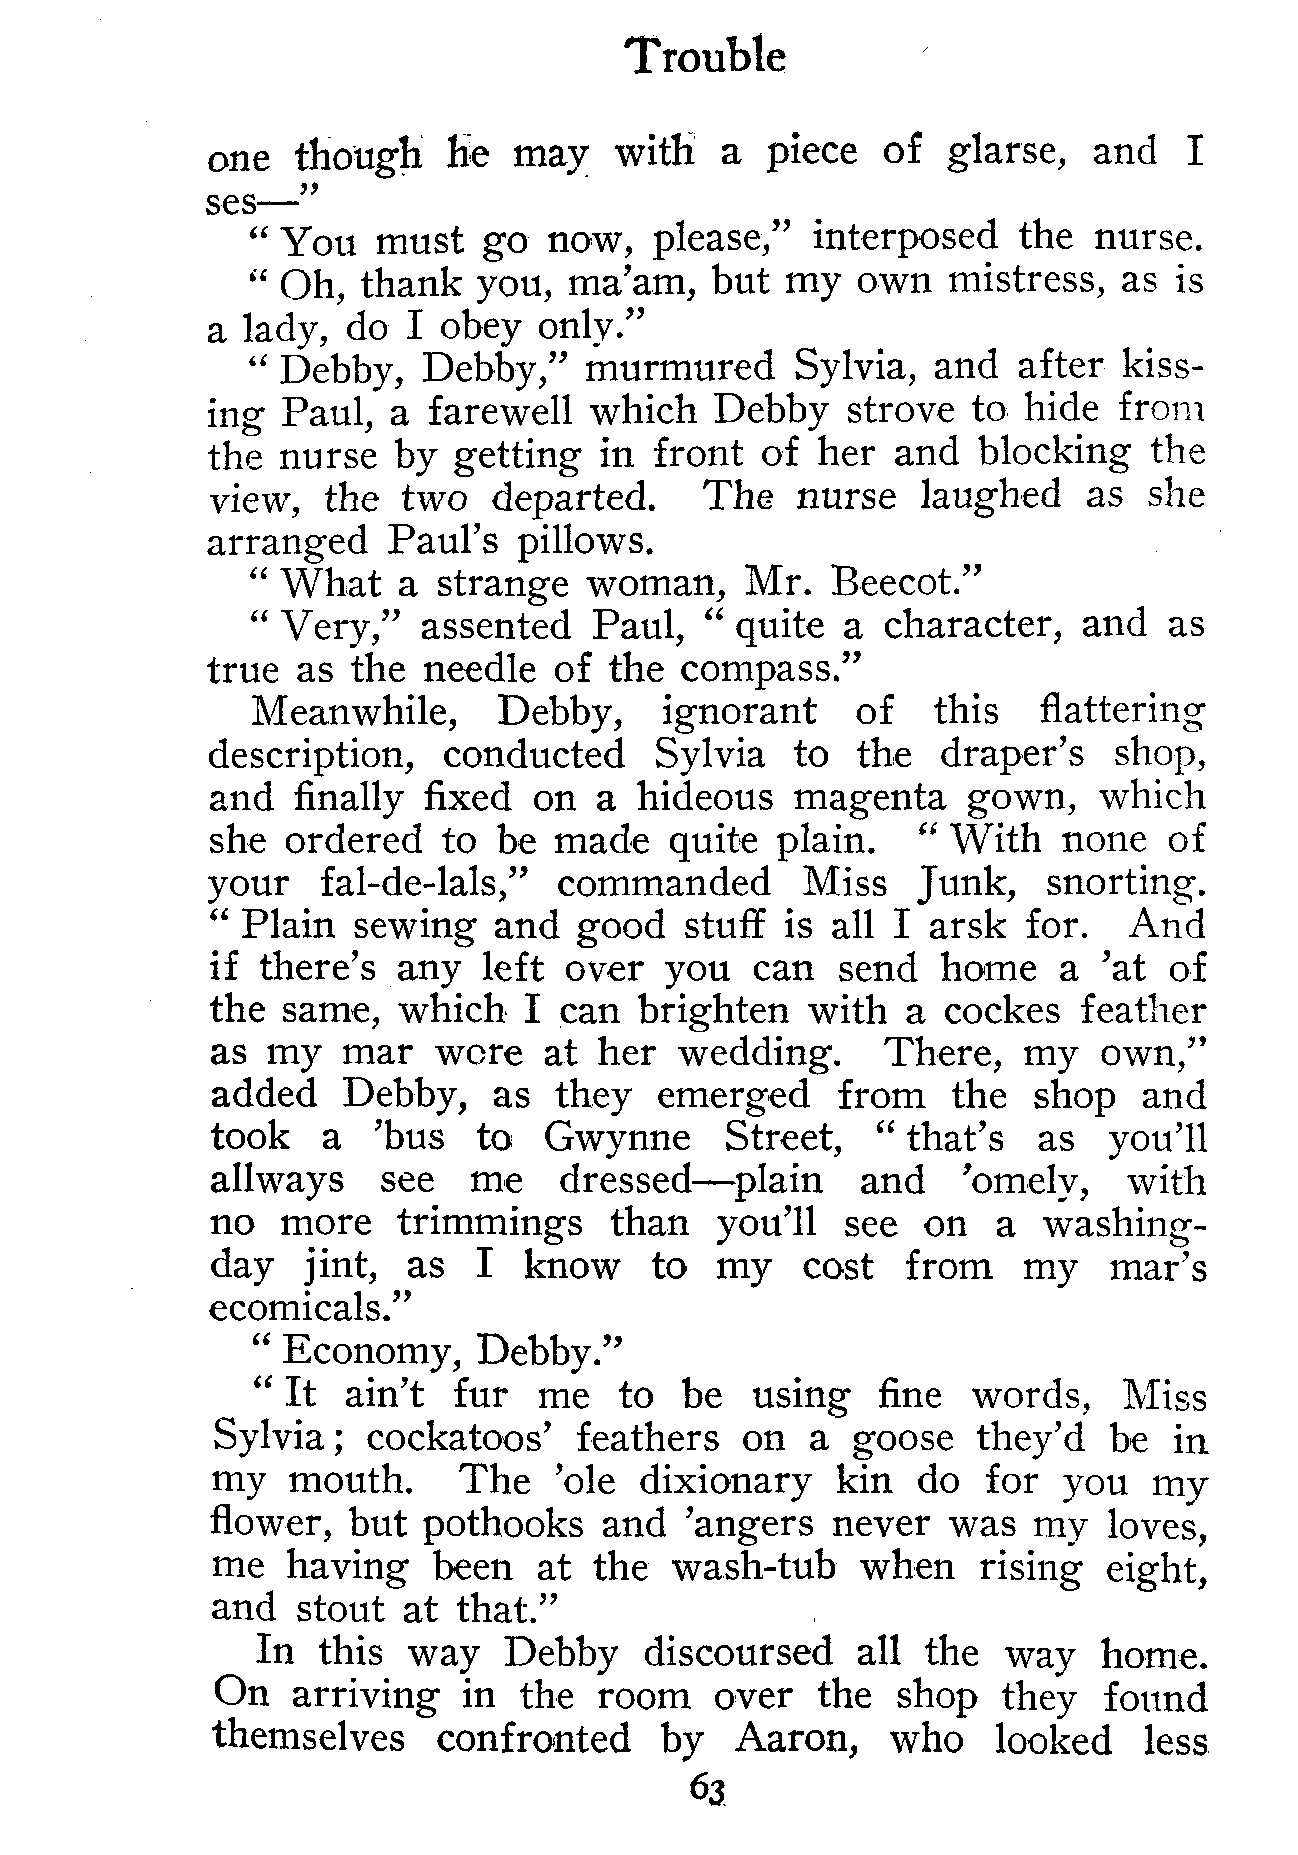 Trouble
one though he may with a piece of glarse, and I
ses—”
“ You must go now, please,” interposed the nurse.
“ Oh, thank you, ma’am, but my own mistress, as is
a lady, do I obey only.”
“ Debby, Debby,” murmured Sylvia, and after kiss-
ing Paul, a farewell which Debby strove to hide from
the nurse by getting in front of her and blocking the
view, the two departed. The nurse laughed as she
arranged Paul’s pillows.
“ What a strange woman, Mr. Beecot.”
“ Very,” assented Paul, “ quite a character, and as
true as the needle of the compass.”
Meanwhile, Debby, ignorant of this flattering
description, conducted Sylvia to the draper’s shop,
and finally fixed on a hideous magenta gown, which
she ordered to be made quite plain. “ With none of
your fal-de-lals,” commanded Miss Junk, snorting.
“ Plain sewing and good stuff is all I arsk for. And
if there’s any left over you can send home a ’at of
the same, which I can brighten with a cockes feather
as my mar wore at her wedding. There, my own,”
added Debby, as they emerged from the shop and
took a ’bus to Gwynne Street, “ that’s as you’ll
allways see me dressed—plain and ’omely, with
no more trimmings than you’ll see on a washing-
day jint, as I know to my cost from my mar’s
ecomicals.”
“ Economy, Debby.”
“ It ain’t fur me to be using fine words, Miss
Sylvia ; cockatoos’ feathers on a goose they’d be in
my mouth. The ’ole dixionary kin do for you my
flower, but pothooks and ’angers never was my loves,
me having been at the wash-tub when rising eight,
and stout at that.”
In this way Debby discoursed all the way home.
On arriving in the room over the shop they found
themselves confronted by Aaron, who looked less
63